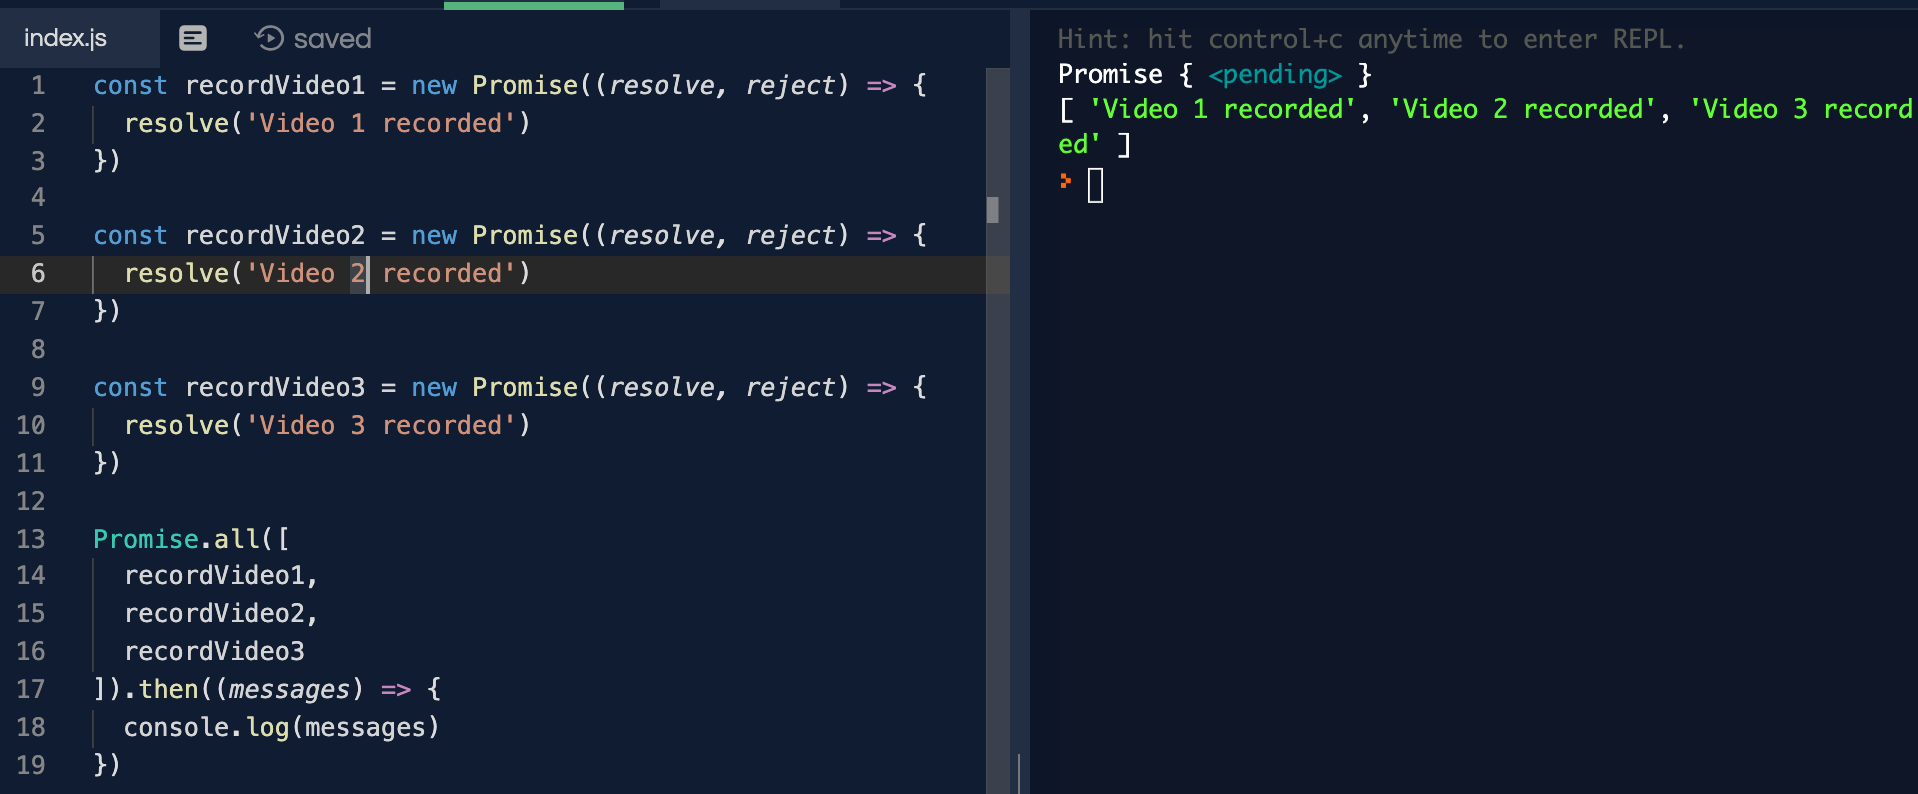 index.js
saved
1 const recordVideo1 = new Promise((resolve, reject) => {
2 resolve('Video 1 recorded')
3 })
4
5 const recordVideo2 = new Promise((resolve, reject) => {
6 resolve('Video 2 recorded')
7 })
8
9 const recordVideo3 = new Promise((resolve, reject) => {
10 resolve('Video 3 recorded')
11 })
12
13 Promise.all([
14 recordVideo1,
15 recordVideo2,
16 recordVideo3
17 ]).then((messages) => {
18 console.log(messages)
19 })
Hint: hit control+c anytime to enter REPL.
Promise { <pending> }
[ 'Video 1 recorded', 'Video 2 recorded', 'Video 3 record
ed' ]